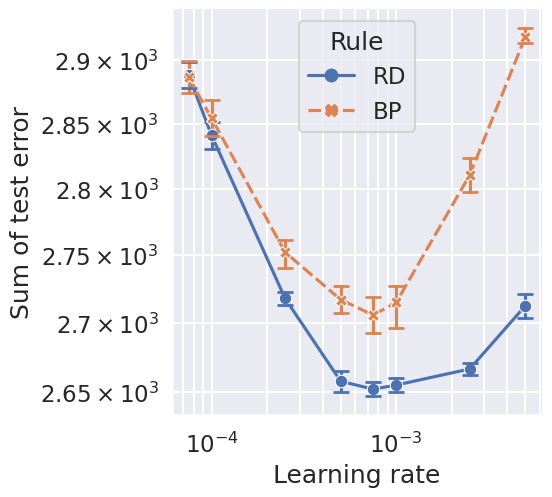 Rule
RD
BP
2.9 × 10³
2.85 × 10³
2.8 × 10³
2.75 × 10³
2.7 × 10³
2.65 × 10³
Sum of test error
10⁻⁴
10⁻³
Learning rate